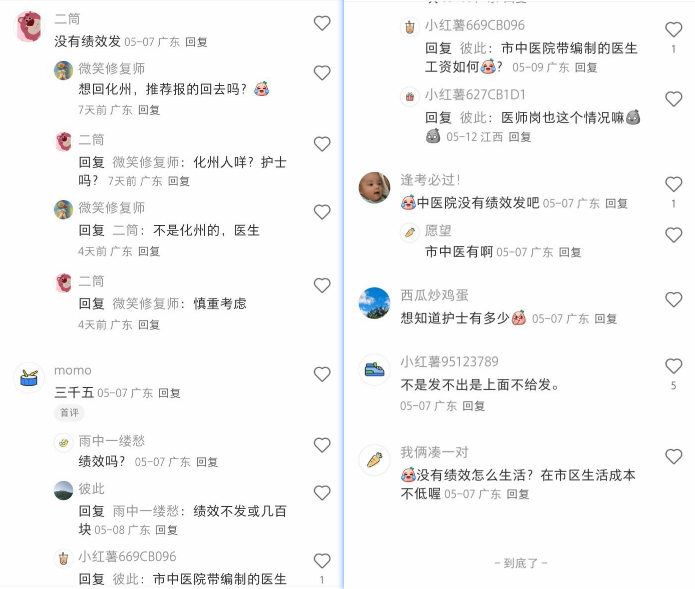 二筒
没有绩效发 05-07 广东 回复
微笑修复师
想回化州，推荐报的回去吗？
7天前 广东 回复
二筒
回复 微笑修复师：化州人咩？护士
吗？ 7天前 广东 回复
微笑修复师
回复 二筒：不是化州的，医生
4天前 广东 回复
二筒
回复 微笑修复师：慎重考虑
4天前 广东 回复
momo
三千五 05-07 广东 回复
首评
雨中一缕愁
绩效吗？ 05-07 广东 回复
彼此
回复 雨中一缕愁：绩效不发或几百
块 05-08 广东 回复
小红薯669CB096
回复 彼此：市中医院带编制的医生
1
小红薯669CB096
回复 彼此：市中医院带编制的医生
工资如何？ 05-09 广东 回复
1
小红薯627CB1D1
回复 彼此：医师岗也这个情况嘛
05-12 江西 回复
逢考必过！
中医院没有绩效发吧 05-07 广东 回复
1
愿望
市中医有啊 05-07 广东 回复
西瓜炒鸡蛋
想知道护士有多少 05-07 广东 回复
小红薯95123789
不是发不出是上面不给发。
5
05-07 广东 回复
我俩凑一对
没有绩效怎么生活？在市区生活成本
不低喔 05-07 广东 回复
- 到底了 -